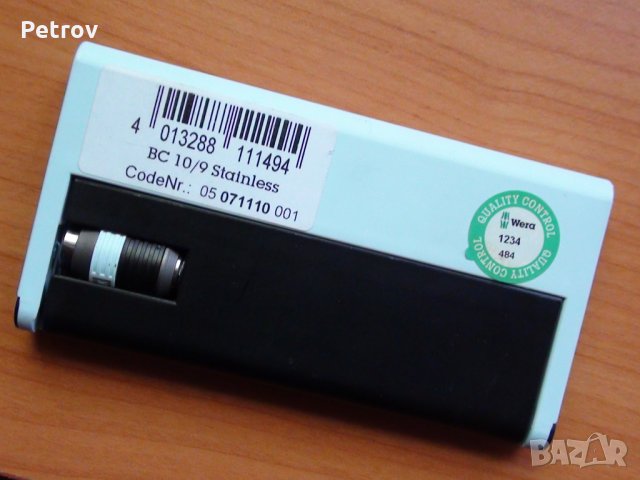 Petrov
4 013288 111494
BC 10/9 Stainless
CodeNr.: 05 071110 001
QUALITY CONTROL
Wera
1234
484
QUALITY CONTROL
BAZAR